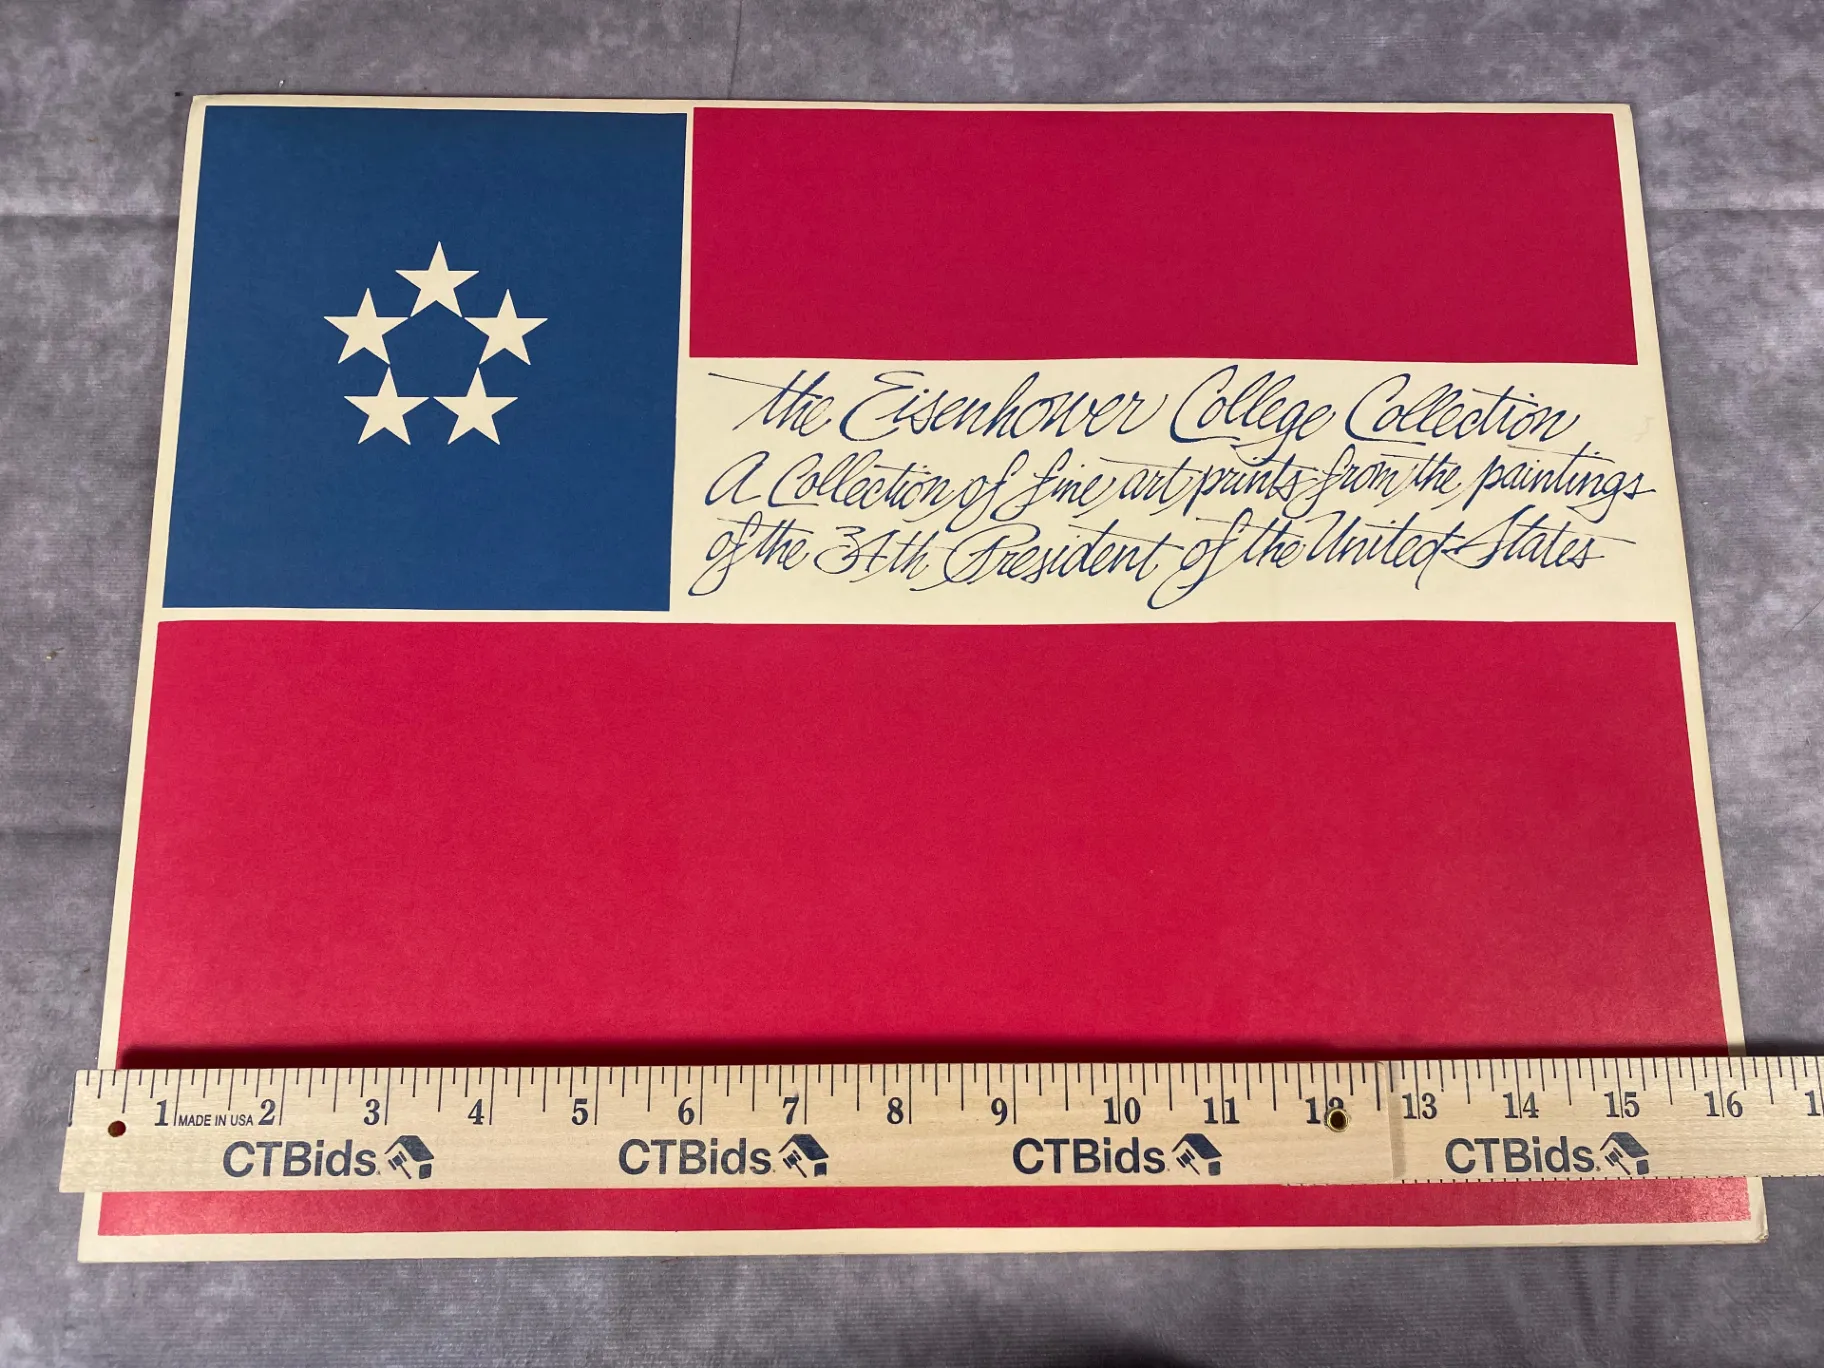 the Eisenhower College Collection
A Collection of fine art prints from the paintings
of the 34th President of the United States
1 MADE IN USA 2 3 4 5 6 7 8 9 10 11 12 13 14 15 16
CTBids. CTBids. CTBids. CTBids.